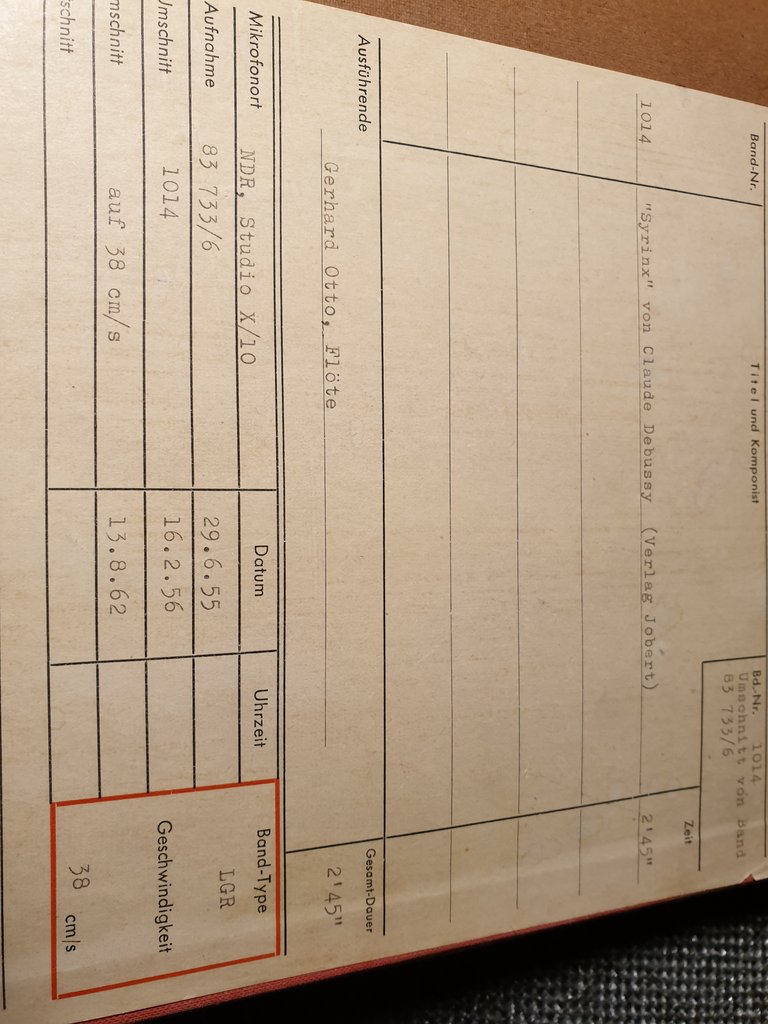 Bd.-Nr. 1014
Umschnitt von Band
83 733/6
Band-Nr. Titel und Komponist Zeit
1014 "Syrinx" von Claude Debussy (Verlag Jobert) 2'45"
Ausführende Gesamt-Dauer
Gerhard Otto, Flöte 2'45"
Mikrofonort NDR, Studio X/10 Datum Uhrzeit Band-Type
Aufnahme 83 733/6 29.6.55 LGR
Umschnitt 1014 16.2.56 Geschwindigkeit
mschnitt auf 38 cm/s 13.8.62
schnitt 38 cm/s